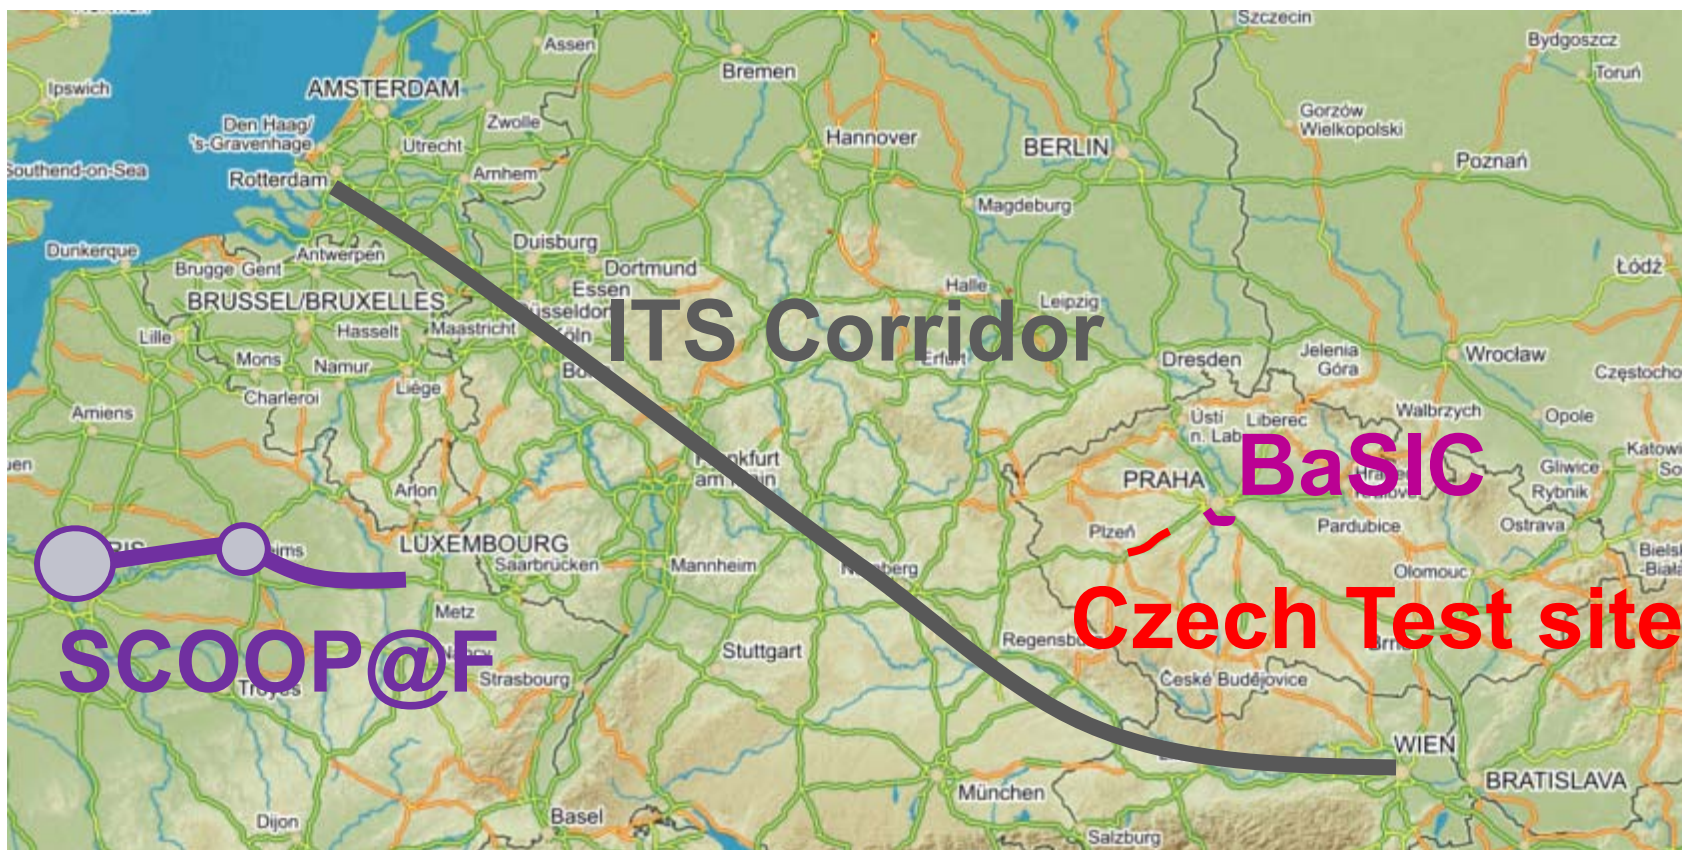 Szczecin
Bydgoszcz
Assen
Bremen
Toruń
Ipswich
AMSTERDAM
Zwolle
Gorzów
Wielkopolski
Den Haag/
's-Gravenhage
Utrecht
Hannover
BERLIN
Poznań
Southend-on-Sea
Rotterdam
Arnhem
Magdeburg
Dunkerque
Brugge Gent
Antwerpen
Duisburg
Dortmund
Essen
Łódź
BRUSSEL/BRUXELLES
Halle
Leipzig
Lille
Hasselt
Maastricht
ITS Corridor
Erfurt
Dresden
Jelenia
Góra
Wrocław
Mons
Namur
Charleroi
Liège
Częstocho
Amiens
Ústí
n. Lab
Liberec
Walbrzych
Opole
BaSIC
Katowi
Arlon
PRAHA
Gliwice
Rybnik
Plzeň
Pardubice
Ostrava
LUXEMBOURG
Saarbrücken
Mannheim
Olomouc
Bielsk
-Biała
Metz
Czech Test site
SCOOP@F
Stuttgart
Strasbourg
Troyes
České Budějovice
WIEN
München
BRATISLAVA
Dijon
Basel
Salzburg